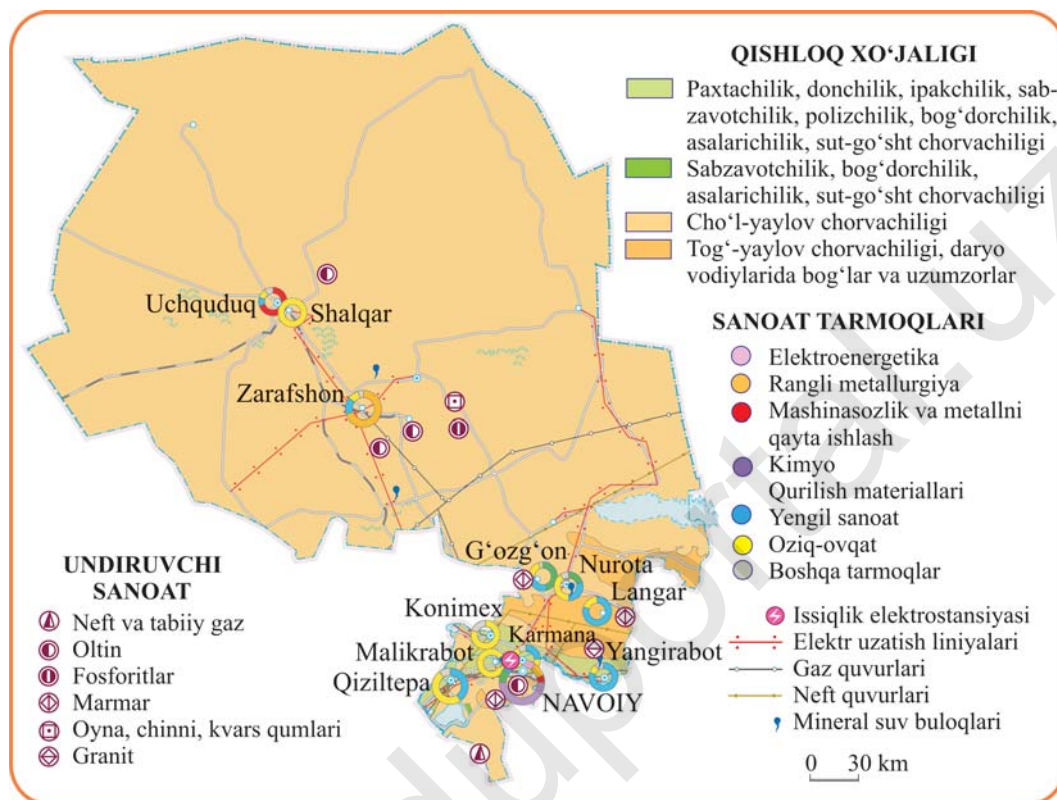 QISHLOQ XO‘JALIGI
Paxtachilik, donchilik, ipakchilik, sab-
zavotchilik, polizchilik, bog‘dorchilik,
asalarichilik, sut-go‘sht chorvachiligi
Sabzavotchilik, bog‘dorchilik,
asalarichilik, sut-go‘sht chorvachiligi
Cho‘l-yaylov chorvachiligi
Tog‘-yaylov chorvachiligi, daryo
vodiylarida bog‘lar va uzumzorlar
SANOAT TARMOQLARI
Elektroenergetika
Rangli metallurgiya
Mashinasozlik va metallni
qayta ishlash
Kimyo
Qurilish materiallari
Yengil sanoat
Oziq-ovqat
Boshqa tarmoqlar
Issiqlik elektrostansiyasi
Elektr uzatish liniyalari
Gaz quvurlari
Neft quvurlari
Mineral suv buloqlari
0 30 km
UNDIRUVCHI
SANOAT
Neft va tabiiy gaz
Oltin
Fosforitlar
Marmar
Oyna, chinni, kvars qumlari
Granit
Uchquduq
Shalqar
Zarafshon
G‘ozg‘on
Nurota
Langar
Konimex
Karmana
Malikrabot
Yangirabot
Qiziltepa
NAVOIY